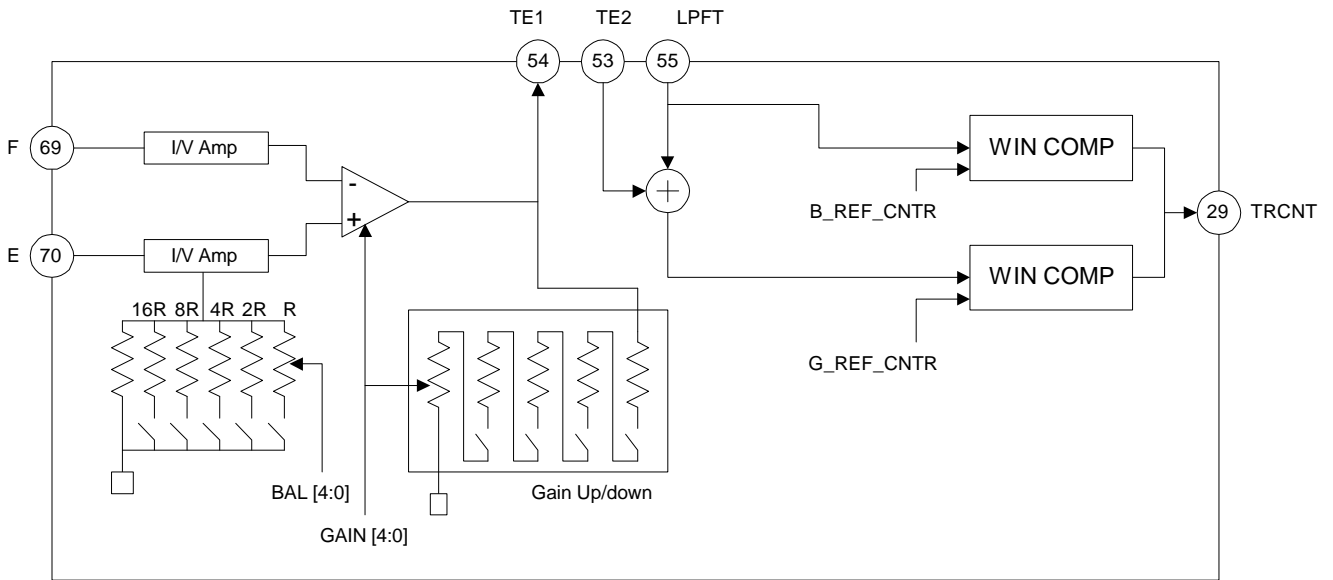 TE1 TE2 LPFT
54 53 55
F 69 I/V Amp WIN COMP
-
+
B_REF_CNTR
29 TRCNT
E 70 I/V Amp WIN COMP
16R 8R 4R 2R R
G_REF_CNTR
BAL [4:0] Gain Up/down
GAIN [4:0]